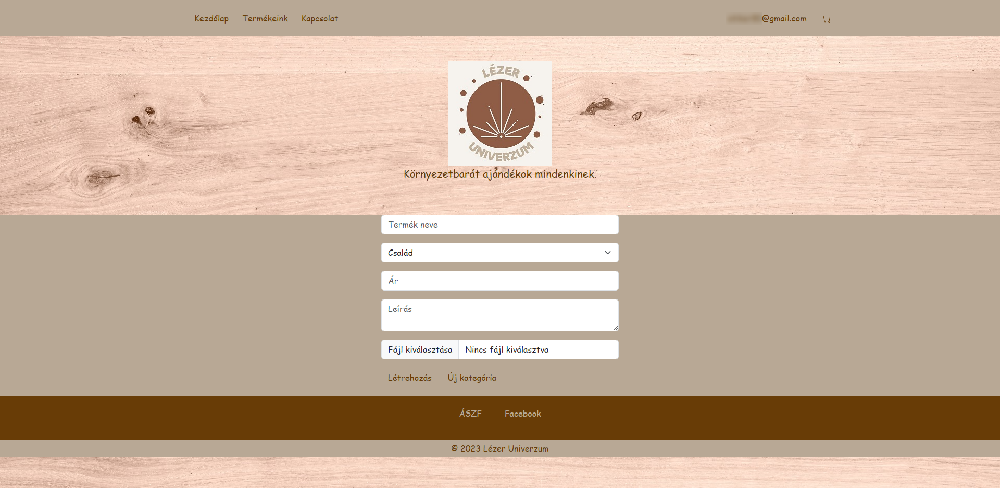 Kezdőlap Termékeink Kapcsolat @gmail.com
LÉZER
UNIVERZUM
Környezetbarát ajándékok mindenkinek.
Termék neve
Család
Ár
Leírás
Fájl kiválasztása Nincs fájl kiválasztva
Létrehozás Új kategória
ÁSZF Facebook
© 2023 Lézer Univerzum